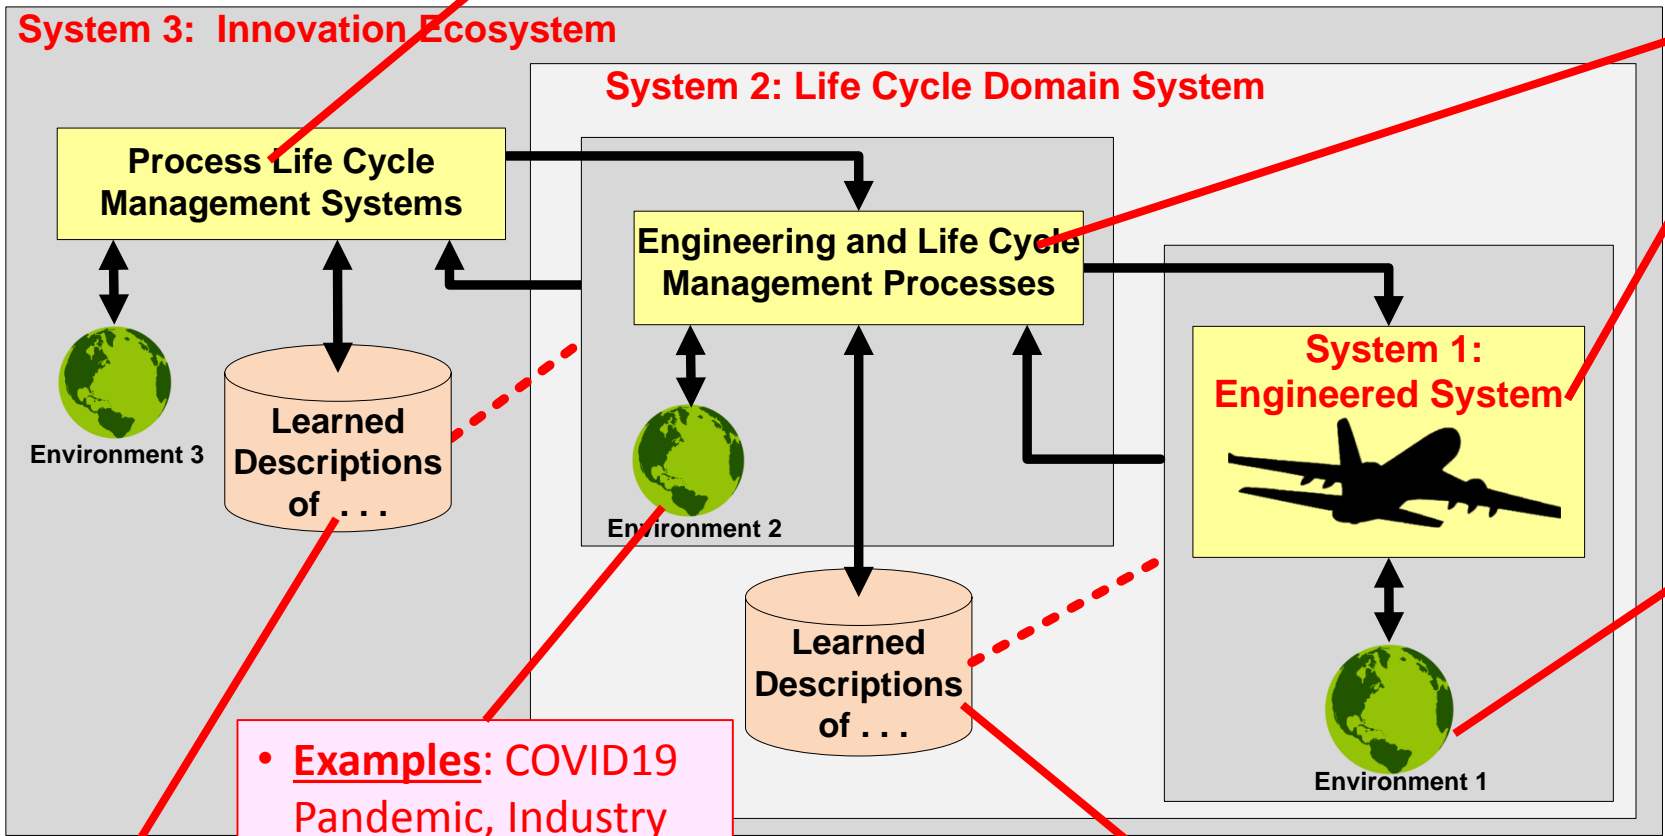 System 3:  Innovation Ecosystem
System 2: Life Cycle Domain System
Process Life Cycle
Management Systems
Engineering and Life Cycle
Management Processes
System 1:
Engineered System
Environment 3
Learned
Descriptions
of . . .
Environment 2
Learned
Descriptions
of . . .
Environment 1
• Examples: COVID19
Pandemic, Industry